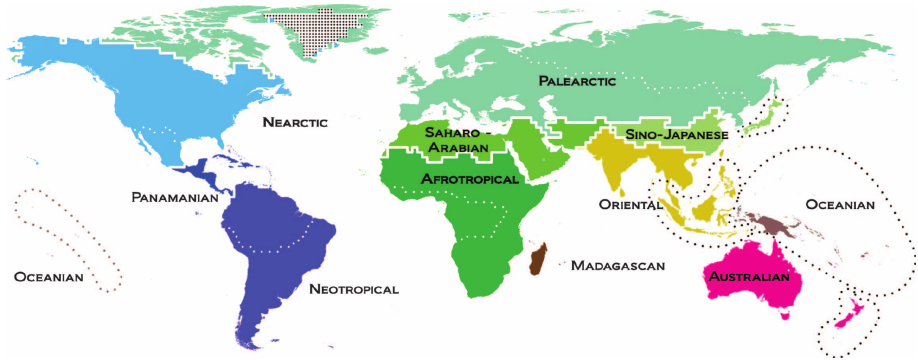 PALEARCTIC
NEARCTIC
SAHARO -
ARABIAN
SINO-JAPANESE
AFROTROPICAL
PANAMANIAN
ORIENTAL
OCEANIAN
OCEANIAN
MADAGASCAN
AUSTRALIAN
NEOTROPICAL